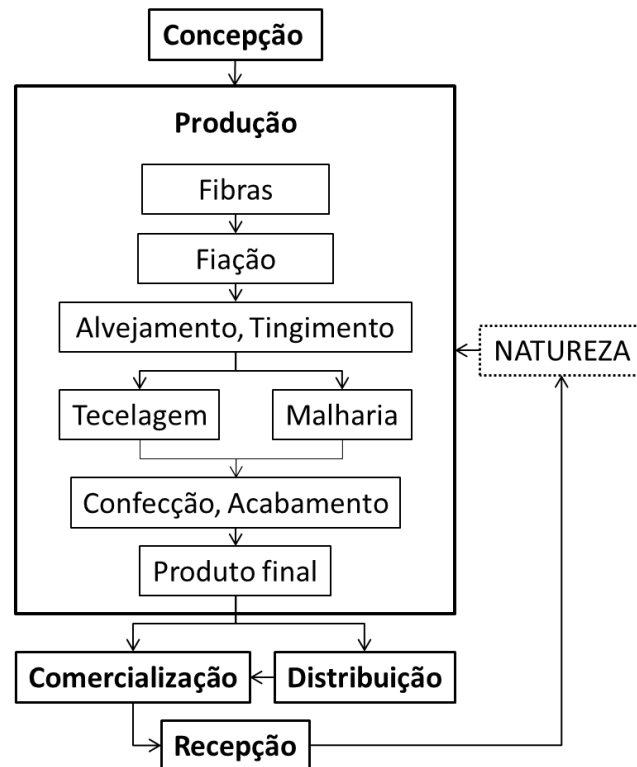 Concepção
Produção
Fibras
Fiação
Alvejamento, Tingimento
NATUREZA
Tecelagem
Malharia
Confecção, Acabamento
Produto final
Comercialização
Distribuição
Recepção